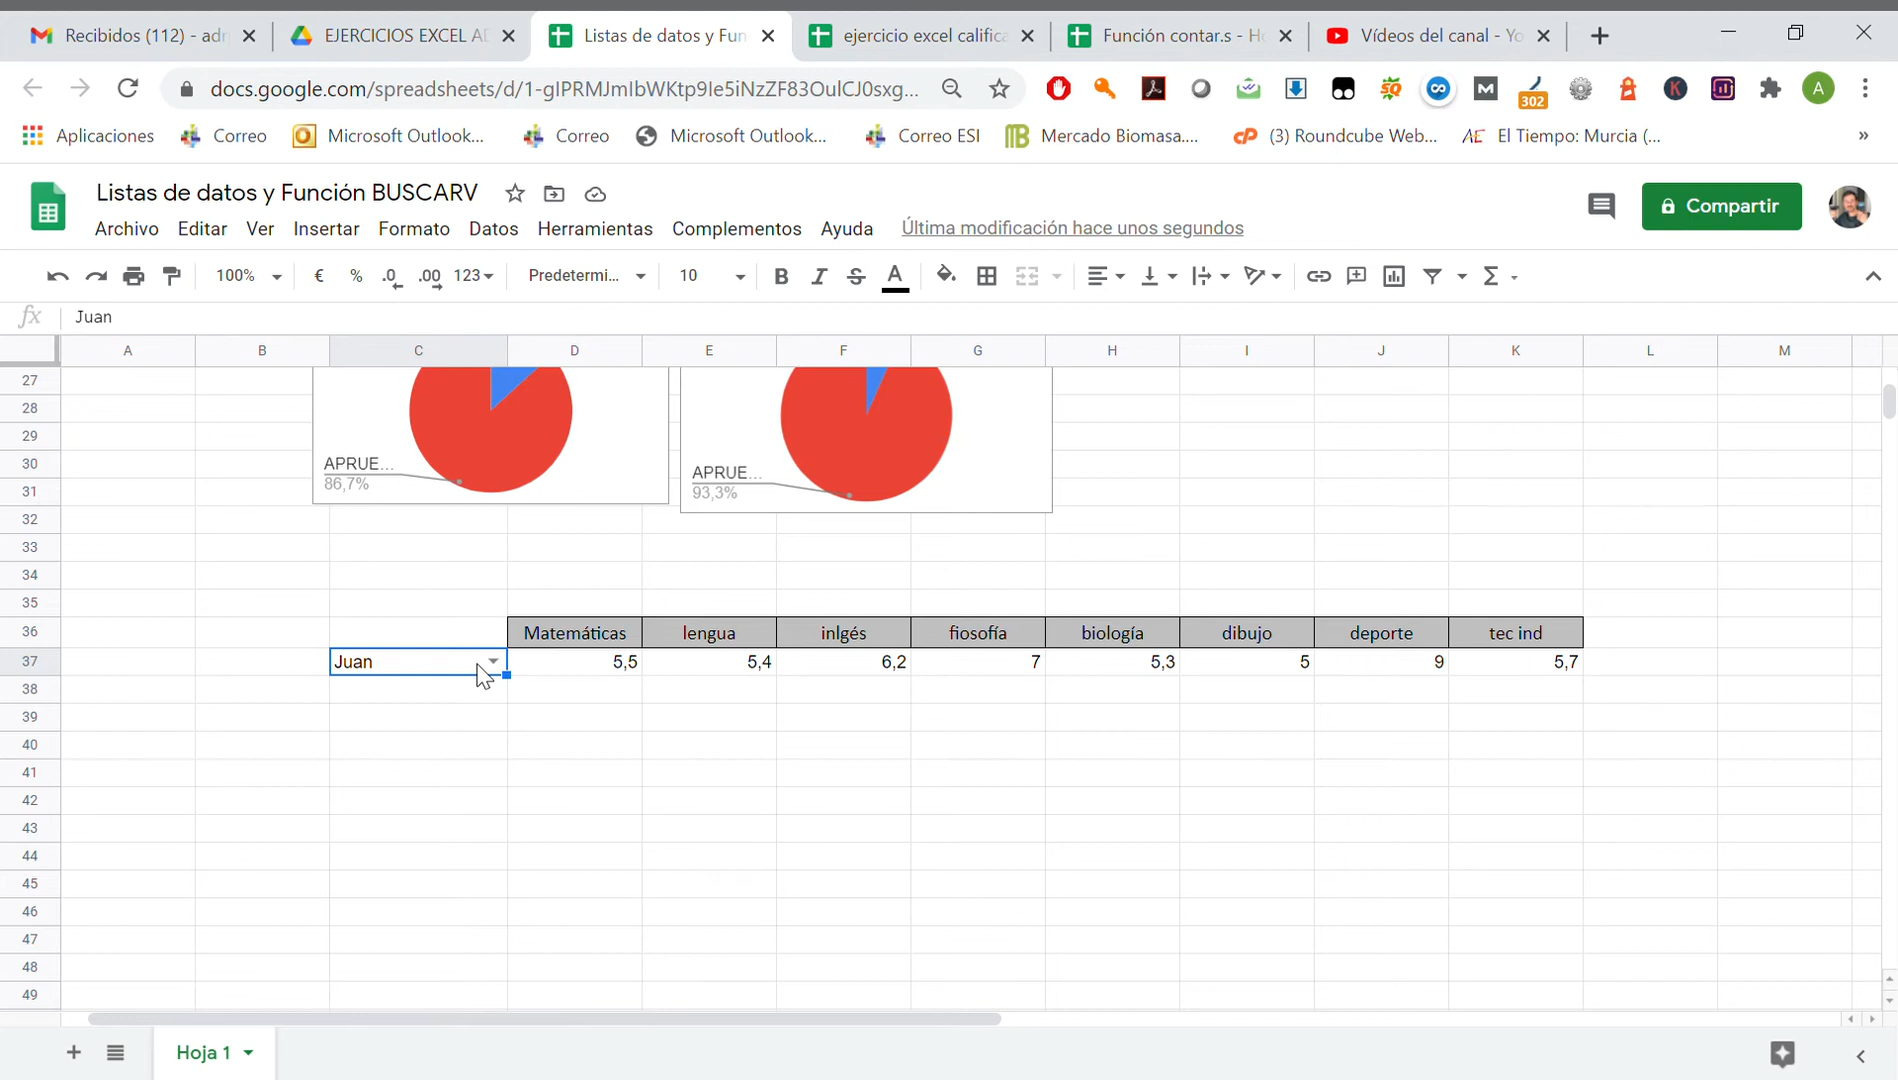 Recibidos (112) - adr
EJERCICIOS EXCEL AD
Listas de datos y Fun
ejercicio excel califica
Función contar.s - Ho
Vídeos del canal - Yo
docs.google.com/spreadsheets/d/1-gIPRMJmIbWKtp9Ie5iNzZF83OulCJ0sxg...
302
A
Aplicaciones
Correo
Microsoft Outlook...
Correo
Microsoft Outlook...
Correo ESI
Mercado Biomasa....
(3) Roundcube Web...
El Tiempo: Murcia (...
»
Listas de datos y Función BUSCARV
Compartir
Archivo Editar Ver Insertar Formato Datos Herramientas Complementos Ayuda Última modificación hace unos segundos
100% € % .0 .00 123 Predetermi... 10 B I S A Σ
fx Juan
A B C D E F G H I J K L M
27
28
29
30
31
32
33
34
35
36
37
38
39
40
41
42
43
44
45
46
47
48
49
APRUE...
86,7%
APRUE...
93,3%
Matemáticas lengua inlgés fiosofía biología dibujo deporte tec ind
Juan 5,5 5,4 6,2 7 5,3 5 9 5,7
Hoja 1